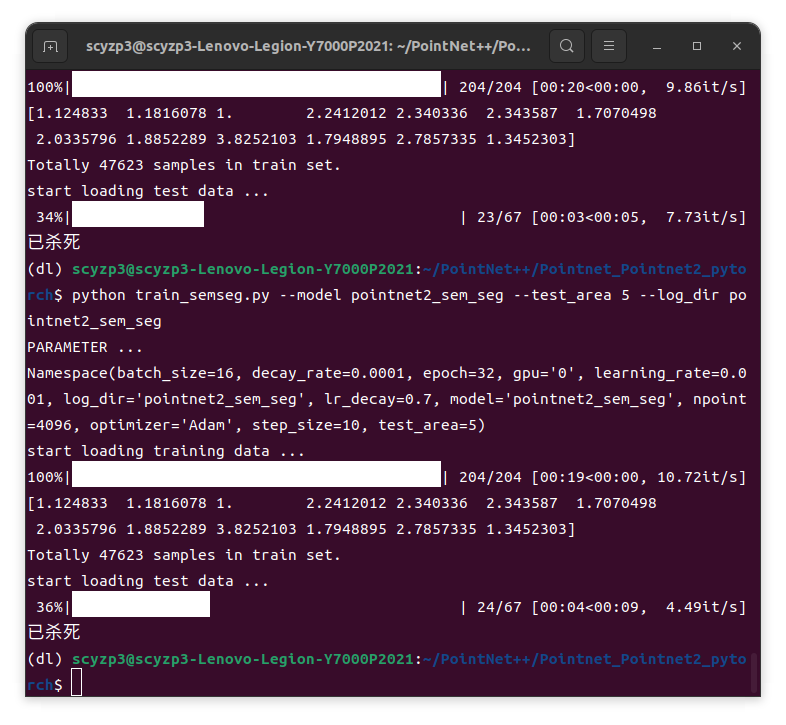 scyzp3@scyzp3-Lenovo-Legion-Y7000P2021: ~/PointNet++/Po...
100%|                                         | 204/204 [00:20<00:00,  9.86it/s]
[1.124833  1.1816078 1.        2.2412012 2.340336  2.343587  1.7070498
 2.0335796 1.8852289 3.8252103 1.7948895 2.7857335 1.3452303]
Totally 47623 samples in train set.
start loading test data ...
 34%|                                           | 23/67 [00:03<00:05,  7.73it/s]
已杀死
(dl) scyzp3@scyzp3-Lenovo-Legion-Y7000P2021:~/PointNet++/Pointnet_Pointnet2_pyto
rch$ python train_semseg.py --model pointnet2_sem_seg --test_area 5 --log_dir po
intnet2_sem_seg
PARAMETER ...
Namespace(batch_size=16, decay_rate=0.0001, epoch=32, gpu='0', learning_rate=0.0
01, log_dir='pointnet2_sem_seg', lr_decay=0.7, model='pointnet2_sem_seg', npoint
=4096, optimizer='Adam', step_size=10, test_area=5)
start loading training data ...
100%|                                         | 204/204 [00:19<00:00, 10.72it/s]
[1.124833  1.1816078 1.        2.2412012 2.340336  2.343587  1.7070498
 2.0335796 1.8852289 3.8252103 1.7948895 2.7857335 1.3452303]
Totally 47623 samples in train set.
start loading test data ...
 36%|                                           | 24/67 [00:04<00:09,  4.49it/s]
已杀死
(dl) scyzp3@scyzp3-Lenovo-Legion-Y7000P2021:~/PointNet++/Pointnet_Pointnet2_pyto
rch$